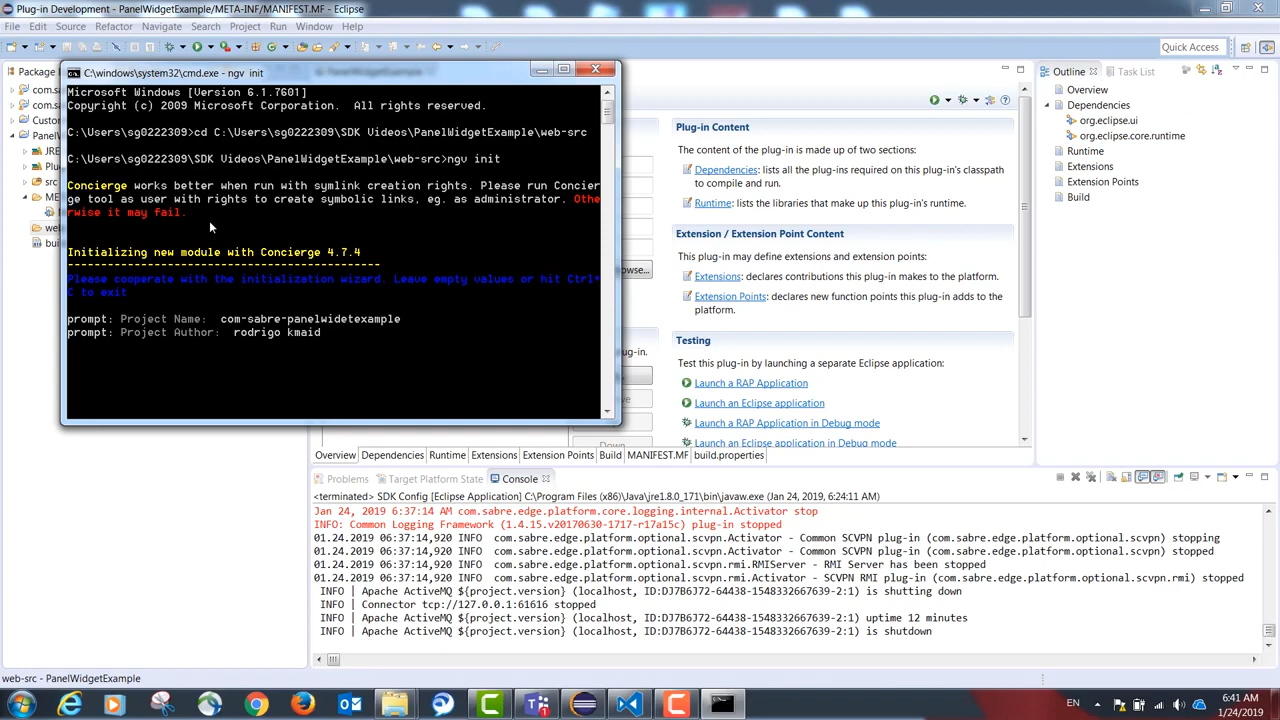 Plug-in Development - PanelWidgetExample/META-INF/MANIFEST.MF - Eclipse
File Edit Source Refactor Navigate Search Project Run Window Help
Quick Access
Package
com.s
com.s
Custo
PanelW
JRE
Plu
src
ME
web
bui
C:\windows\system32\cmd.exe - ngv init
Microsoft Windows [Version 6.1.7601]
Copyright (c) 2009 Microsoft Corporation. All rights reserved.
C:\Users\sg0222309>cd C:\Users\sg0222309\SDK Videos\PanelWidgetExample\web-src
C:\Users\sg0222309\SDK Videos\PanelWidgetExample\web-src>ngv init
Concierge works better when run with symlink creation rights. Please run Concier
ge tool as user with rights to create symbolic links, eg. as administrator. Othe
rwise it may fail.
Initializing new module with Concierge 4.7.4
Please cooperate with the initialization wizard. Leave empty values or hit Ctrl+
C to exit
prompt: Project Name: com-sabre-panelwidetexample
prompt: Project Author: rodrigo kmaid
PanelWidgetExample
Plug-in Content
The content of the plug-in is made up of two sections:
Dependencies: lists all the plug-ins required on this plug-in's classpath
to compile and run.
Runtime: lists the libraries that make up this plug-in's runtime.
Extension / Extension Point Content
This plug-in may define extensions and extension points:
Extensions: declares contributions this plug-in makes to the platform.
Extension Points: declares new function points this plug-in adds to the
platform.
Testing
Test this plug-in by launching a separate Eclipse application:
Launch a RAP Application
Launch an Eclipse application
Launch a RAP Application in Debug mode
Launch an Eclipse application in Debug mode
rowse...
ug-in.
Down
Overview Dependencies Runtime Extensions Extension Points Build MANIFEST.MF build.properties
Outline Task List
Overview
Dependencies
org.eclipse.ui
org.eclipse.core.runtime
Runtime
Extensions
Extension Points
Build
Problems Target Platform State Console
<terminated> SDK Config [Eclipse Application] C:\Program Files (x86)\Java\jre1.8.0_171\bin\javaw.exe (Jan 24, 2019, 6:24:11 AM)
Jan 24, 2019 6:37:14 AM com.sabre.edge.platform.core.logging.internal.Activator stop
INFO: Common Logging Framework (1.4.15.v20170630-1717-r17a15c) plug-in stopped
01.24.2019 06:37:14,920 INFO com.sabre.edge.platform.optional.scvpn.Activator - Common SCVPN plug-in (com.sabre.edge.platform.optional.scvpn) stopping
01.24.2019 06:37:14,920 INFO com.sabre.edge.platform.optional.scvpn.Activator - Common SCVPN plug-in (com.sabre.edge.platform.optional.scvpn) stopped
01.24.2019 06:37:14,920 INFO com.sabre.edge.platform.optional.scvpn.rmi.RMIServer - RMI Server has been stopped
01.24.2019 06:37:14,920 INFO com.sabre.edge.platform.optional.scvpn.rmi.Activator - SCVPN RMI plug-in (com.sabre.edge.platform.optional.scvpn.rmi) stopped
INFO | Apache ActiveMQ ${project.version} (localhost, ID:DJ7B6J72-64438-1548332667639-2:1) is shutting down
INFO | Connector tcp://127.0.0.1:61616 stopped
INFO | Apache ActiveMQ ${project.version} (localhost, ID:DJ7B6J72-64438-1548332667639-2:1) uptime 12 minutes
INFO | Apache ActiveMQ ${project.version} (localhost, ID:DJ7B6J72-64438-1548332667639-2:1) is shutdown
web-src - PanelWidgetExample
EN
6:41 AM
1/24/2019